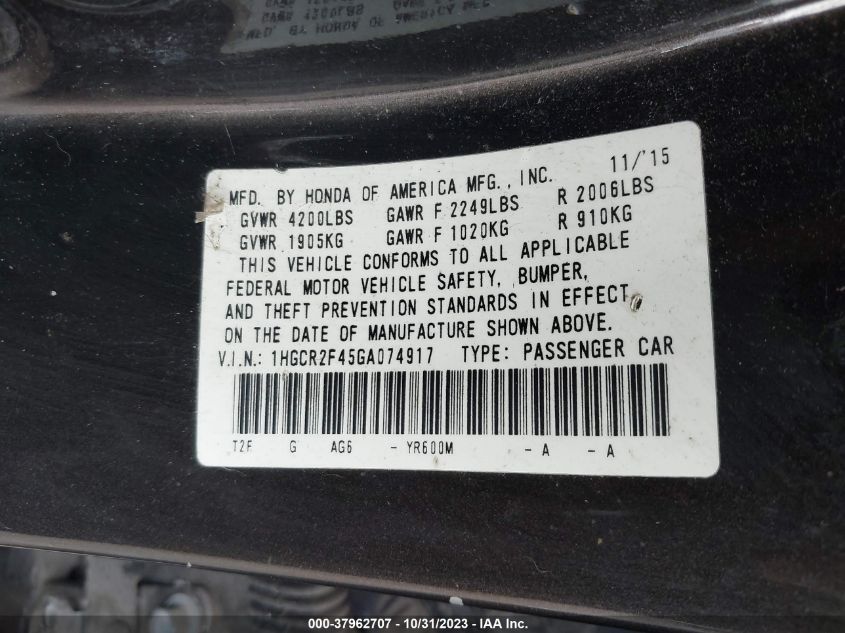 MFD. BY HONDA OF AMERICA MFG., INC. 11/'15
GVWR 4200LBS GAWR F 2249LBS R 2006LBS
GVWR 1905KG GAWR F 1020KG R 910KG
THIS VEHICLE CONFORMS TO ALL APPLICABLE
FEDERAL MOTOR VEHICLE SAFETY, BUMPER,
AND THEFT PREVENTION STANDARDS IN EFFECT
ON THE DATE OF MANUFACTURE SHOWN ABOVE.
V.I.N.: 1HGCR2F45GA074917 TYPE: PASSENGER CAR
T2F G AG6 - YR600M - A - A
000-37962707 - 10/31/2023 - IAA Inc.